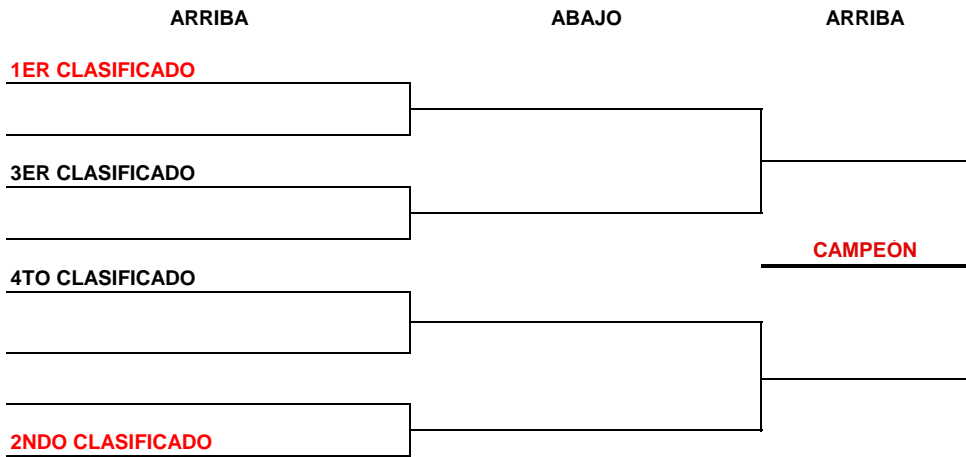 ARRIBA ABAJO ARRIBA
1ER CLASIFICADO
3ER CLASIFICADO
CAMPEÓN
4TO CLASIFICADO
2NDO CLASIFICADO